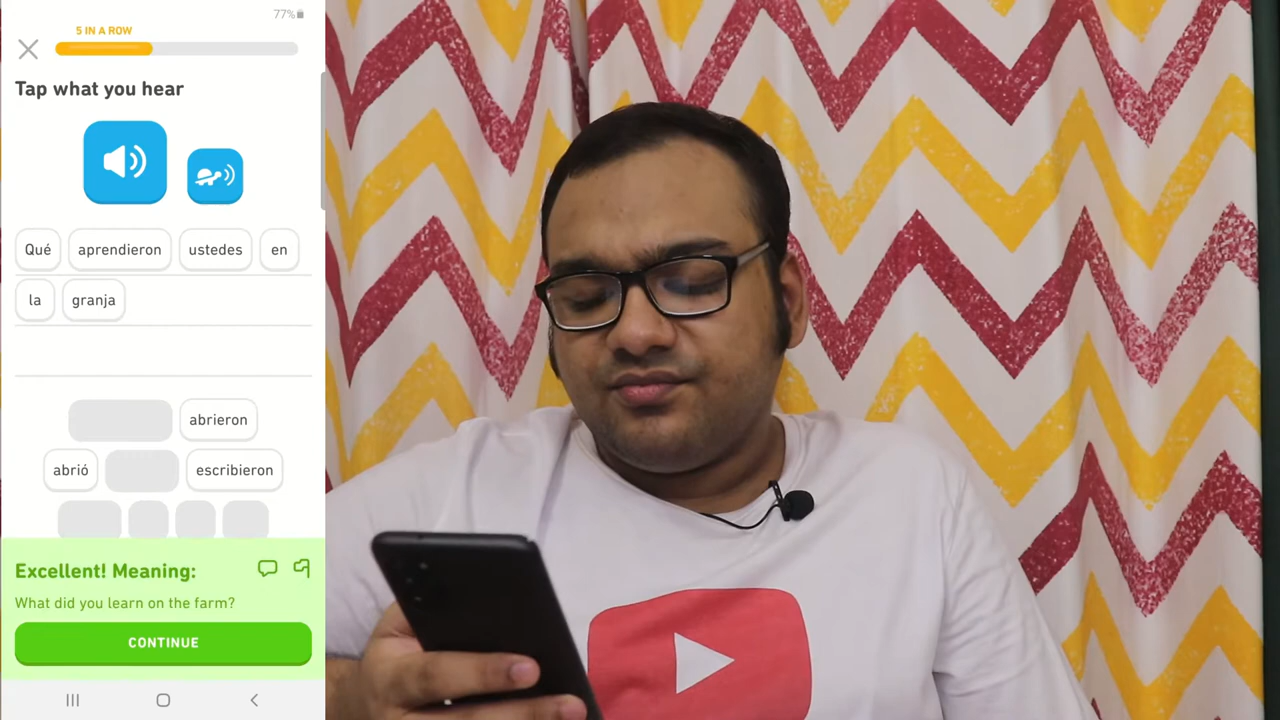 77%
5 IN A ROW
Tap what you hear
Qué aprendieron ustedes en
la granja
abrieron
abrió escribieron
Excellent! Meaning:
What did you learn on the farm?
CONTINUE